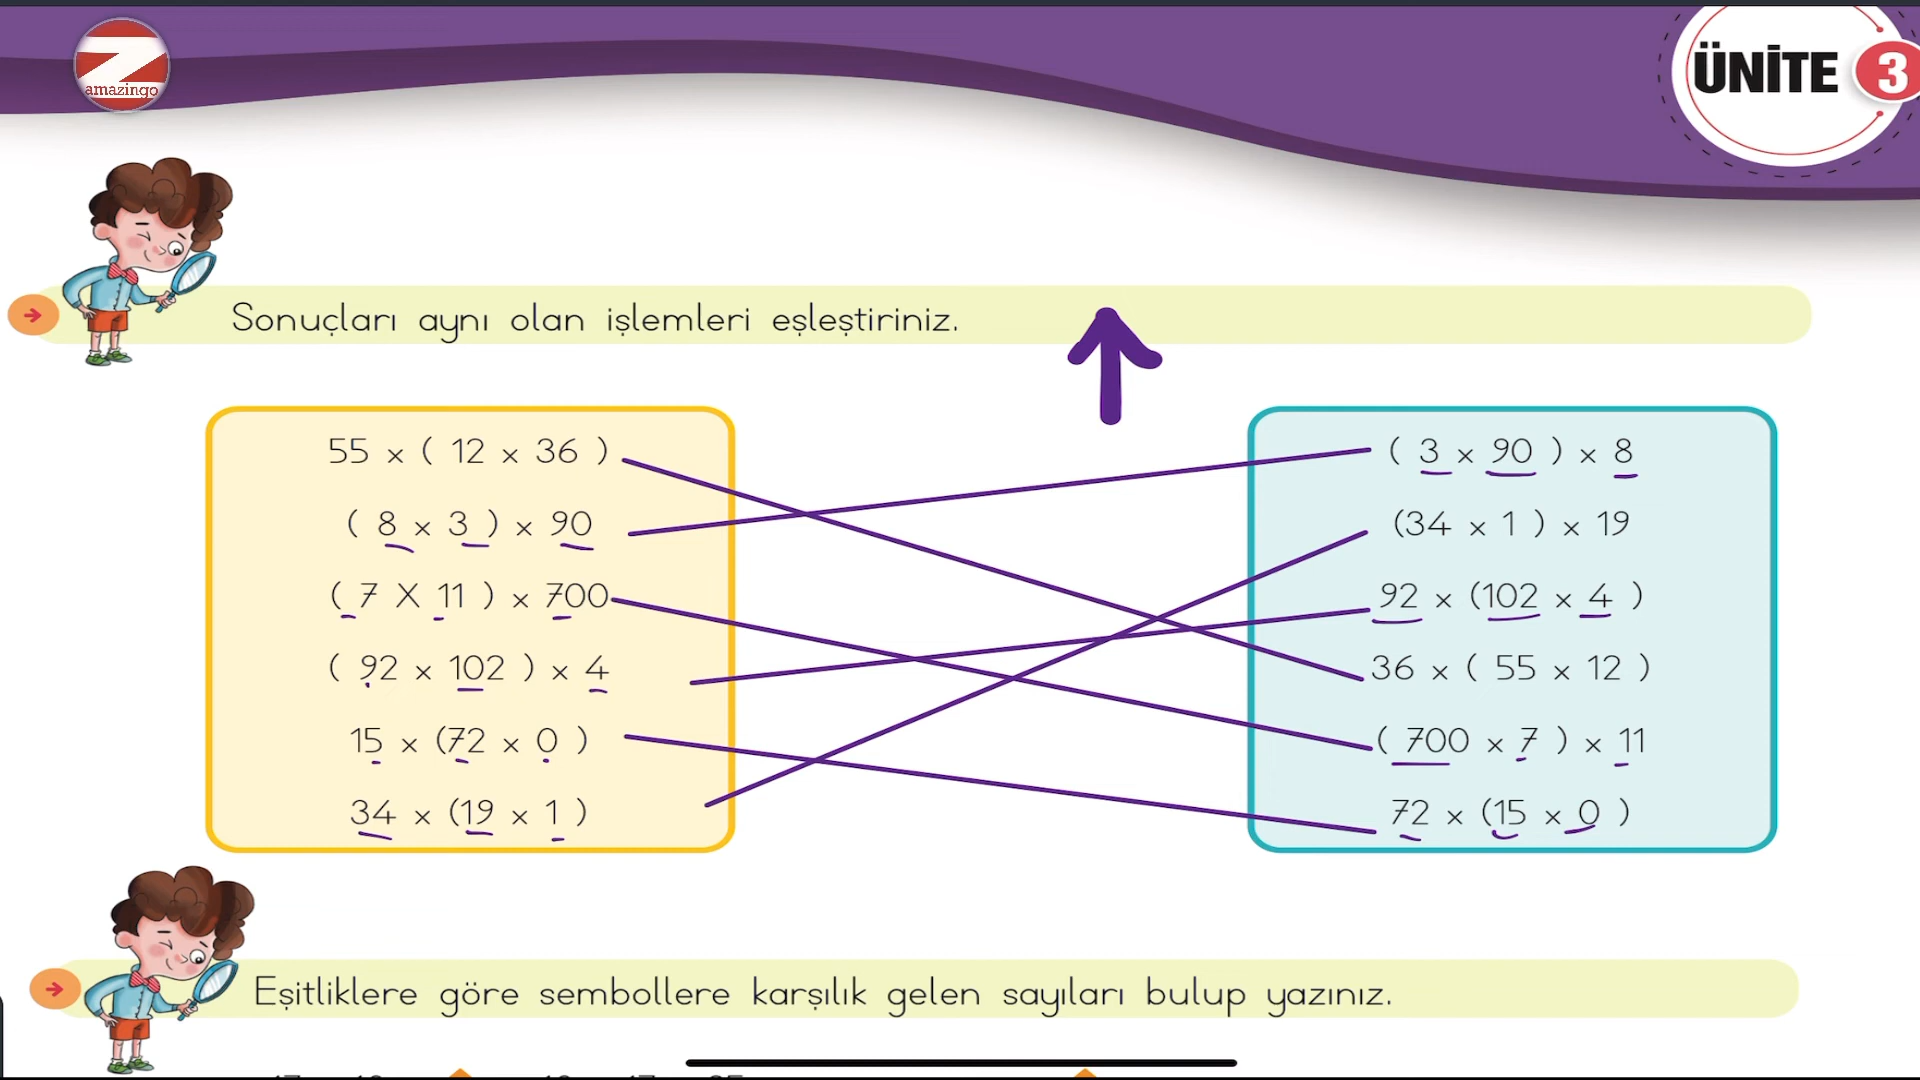 amazingo
ÜNİTE 3
Sonuçları aynı olan işlemleri eşleştiriniz.
55 x ( 12 x 36 )
( 8 x 3 ) x 90
( 7 X 11 ) x 700
( 92 x 102 ) x 4
15 x (72 x 0 )
34 x (19 x 1 )
( 3 x 90 ) x 8
(34 x 1 ) x 19
92 x (102 x 4 )
36 x ( 55 x 12 )
( 700 x 7 ) x 11
72 x (15 x 0 )
Eşitliklere göre sembollere karşılık gelen sayıları bulup yazınız.